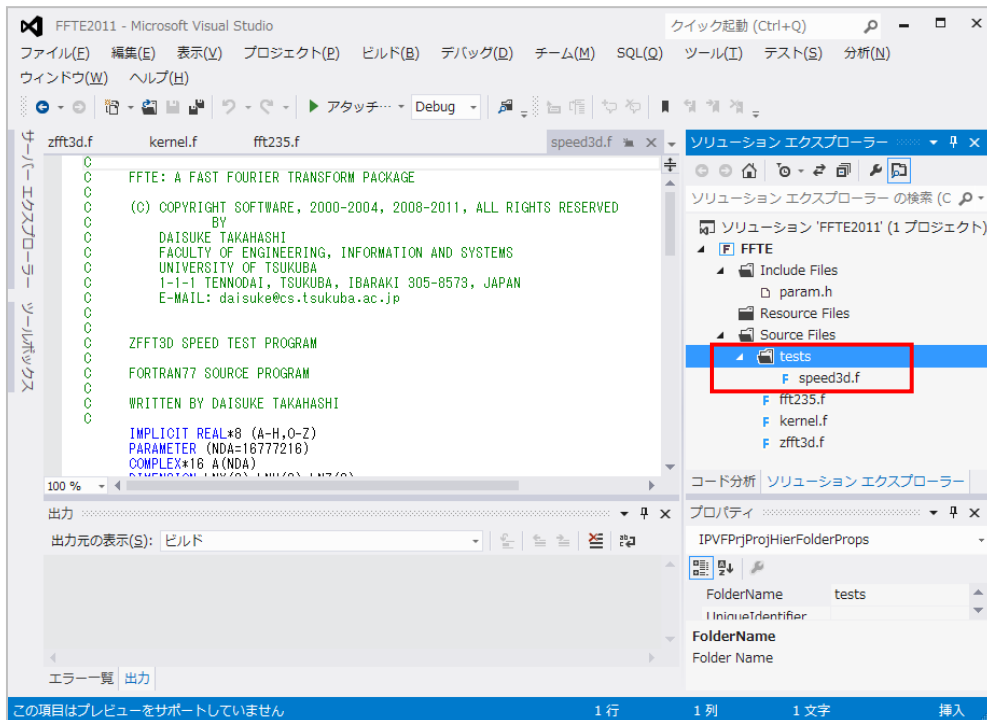 FFTE2011 - Microsoft Visual Studio
クイック起動 (Ctrl+Q)
ファイル(F) 編集(E) 表示(V) プロジェクト(P) ビルド(B) デバッグ(D) チーム(M) SQL(Q) ツール(T) テスト(S) 分析(N)
ウィンドウ(W) ヘルプ(H)
アタッチ… Debug
サーバー エクスプローラー
ツールボックス
zfft3d.f kernel.f fft235.f speed3d.f
C
C FFTE: A FAST FOURIER TRANSFORM PACKAGE
C
C (C) COPYRIGHT SOFTWARE, 2000-2004, 2008-2011, ALL RIGHTS RESERVED
C BY
C DAISUKE TAKAHASHI
C FACULTY OF ENGINEERING, INFORMATION AND SYSTEMS
C UNIVERSITY OF TSUKUBA
C 1-1-1 TENNODAI, TSUKUBA, IBARAKI 305-8573, JAPAN
C E-MAIL: daisuke@cs.tsukuba.ac.jp
C
C
C ZFFT3D SPEED TEST PROGRAM
C
C FORTRAN77 SOURCE PROGRAM
C
C WRITTEN BY DAISUKE TAKAHASHI
C
IMPLICIT REAL*8 (A-H,O-Z)
PARAMETER (NDA=16777216)
COMPLEX*16 A(NDA)
100 %
出力
出力元の表示(S): ビルド
エラー一覧 出力
ソリューション エクスプローラー
ソリューション エクスプローラー の検索 (C
ソリューション 'FFTE2011' (1 プロジェクト)
FFTE
Include Files
param.h
Resource Files
Source Files
tests
speed3d.f
fft235.f
kernel.f
zfft3d.f
コード分析 ソリューション エクスプローラー
プロパティ
IPVFPrjProjHierFolderProps
FolderName tests
UniqueIdentifier
FolderName
Folder Name
この項目はプレビューをサポートしていません 1 行 1 列 1 文字 挿入